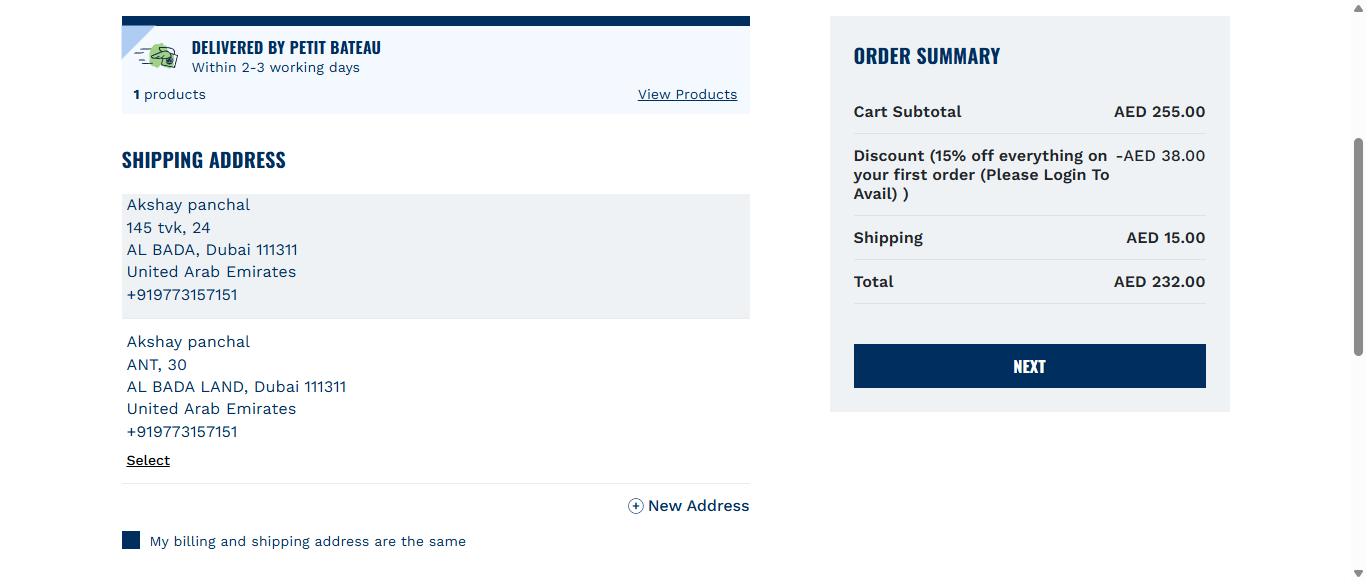 DELIVERED BY PETIT BATEAU
Within 2-3 working days
1 products
View Products
SHIPPING ADDRESS
Akshay panchal
145 tvk, 24
AL BADA, Dubai 111311
United Arab Emirates
+919773157151
Akshay panchal
ANT, 30
AL BADA LAND, Dubai 111311
United Arab Emirates
+919773157151
Select
New Address
My billing and shipping address are the same
ORDER SUMMARY
Cart Subtotal AED 255.00
Discount (15% off everything on -AED 38.00
your first order (Please Login To
Avail) )
Shipping AED 15.00
Total AED 232.00
NEXT